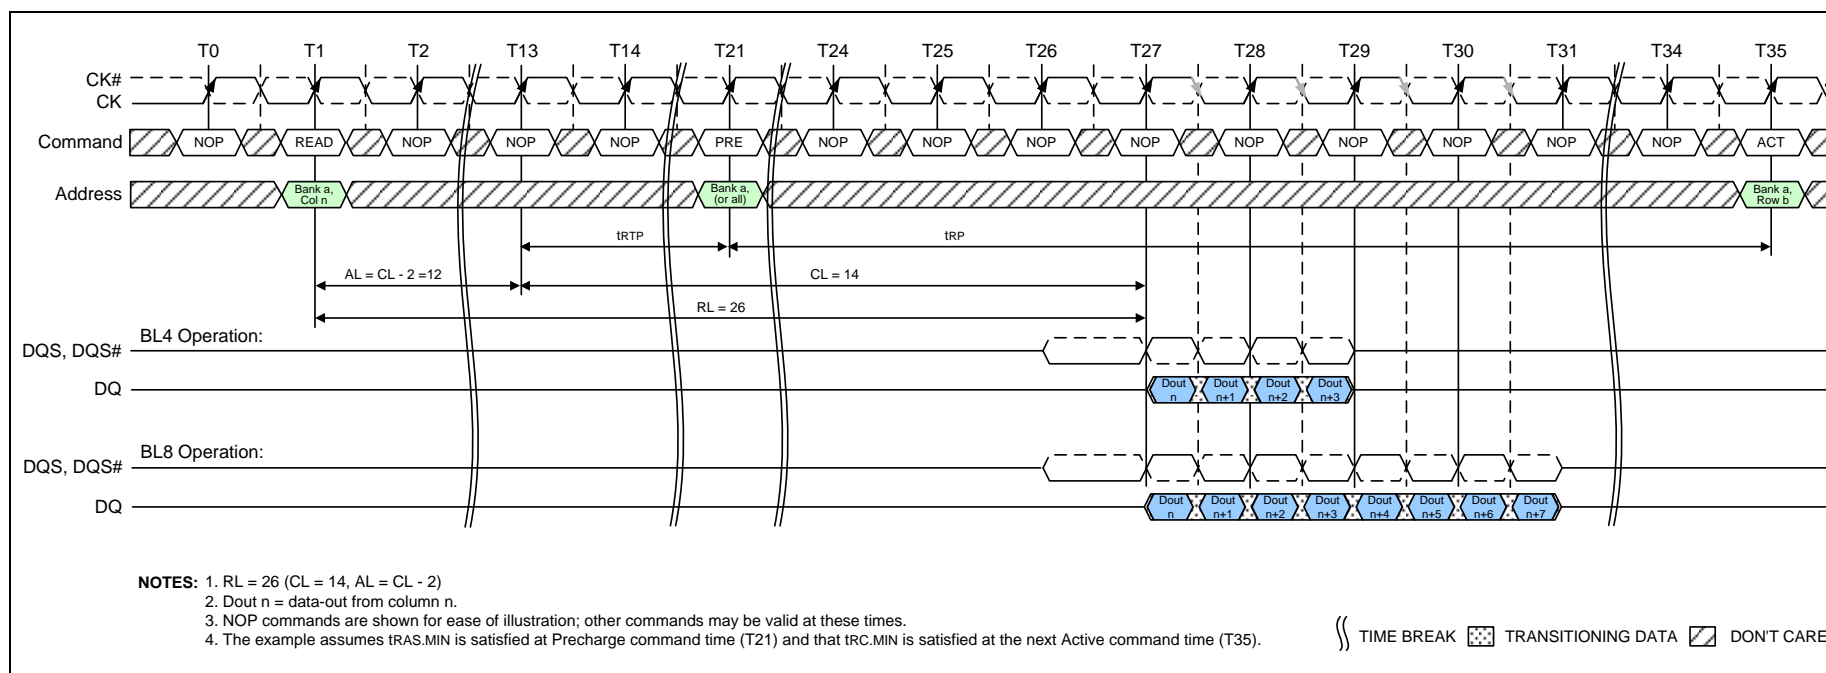 T0 T1 T2 T13 T14 T21 T24 T25 T26 T27 T28 T29 T30 T31 T34 T35
CK#
CK
Command NOP READ NOP NOP NOP PRE NOP NOP NOP NOP NOP NOP NOP NOP NOP ACT
Address
Bank a,
Col n
Bank a,
(or all)
Bank a,
Row b
tRTP tRP
AL = CL - 2 =12 CL = 14
RL = 26
BL4 Operation:
DQS, DQS#
DQ
Dout
n
Dout
n+1
Dout
n+2
Dout
n+3
BL8 Operation:
DQS, DQS#
DQ
Dout
n
Dout
n+1
Dout
n+2
Dout
n+3
Dout
n+4
Dout
n+5
Dout
n+6
Dout
n+7
NOTES: 1. RL = 26 (CL = 14, AL = CL - 2)
2. Dout n = data-out from column n.
3. NOP commands are shown for ease of illustration; other commands may be valid at these times.
4. The example assumes tRAS.MIN is satisfied at Precharge command time (T21) and that tRC.MIN is satisfied at the next Active command time (T35).
TIME BREAK TRANSITIONING DATA DON'T CARE